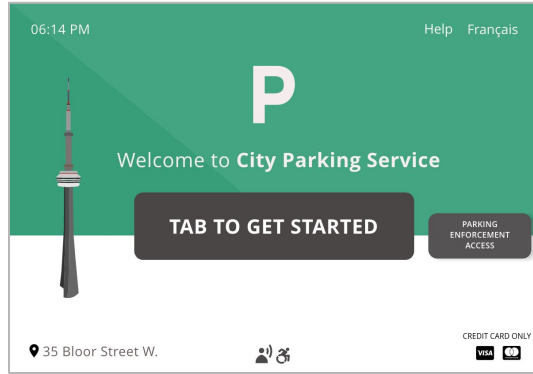 06:14 PM
Help Français
P
Welcome to City Parking Service
TAB TO GET STARTED
PARKING
ENFORCEMENT
ACCESS
35 Bloor Street W.
CREDIT CARD ONLY
VISA